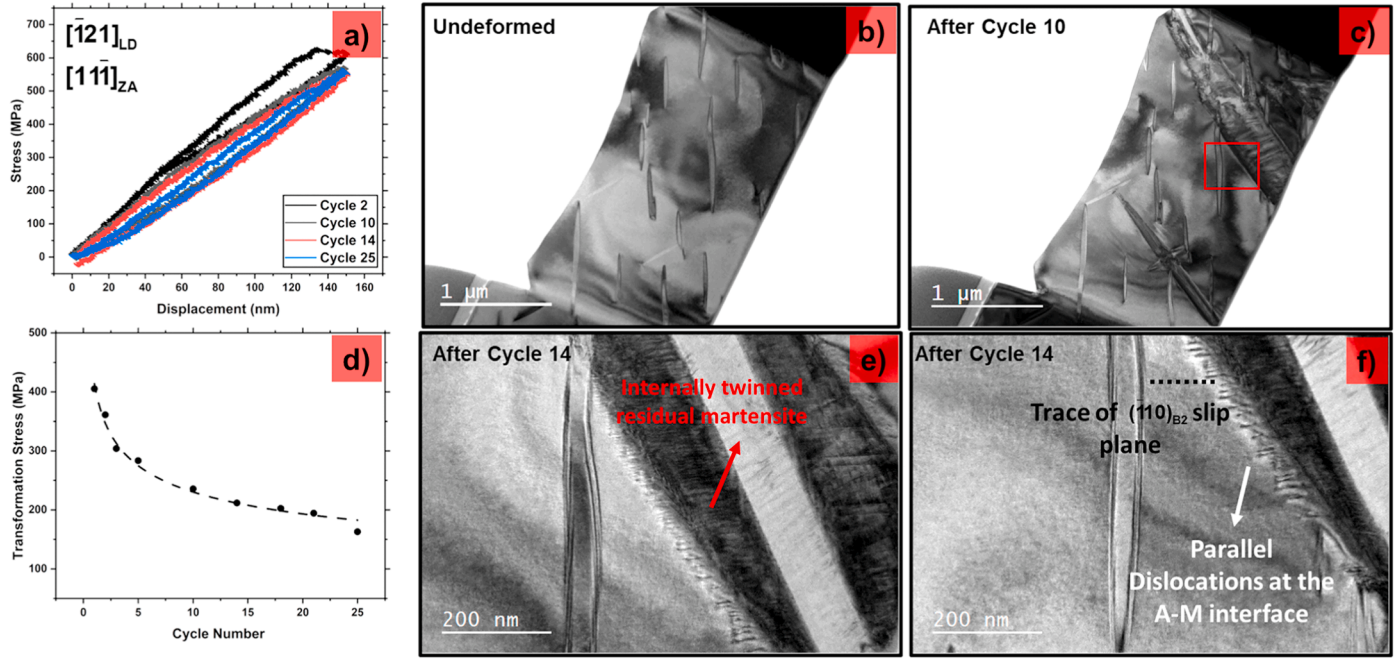 a)
[1̄21]LD
[111̄]ZA
700
600
500
400
300
200
100
0
Stress (MPa)
Cycle 2
Cycle 10
Cycle 14
Cycle 25
0 20 40 60 80 100 120 140 160
Displacement (nm)
Undeformed
b)
1 μm
After Cycle 10
c)
1 μm
d)
500
400
300
200
100
Transformation Stress (MPa)
0 5 10 15 20 25
Cycle Number
After Cycle 14
e)
Internally twinned
residual martensite
200 nm
After Cycle 14
f)
Trace of (110)B2 slip
plane
Parallel
Dislocations at the
A-M interface
200 nm